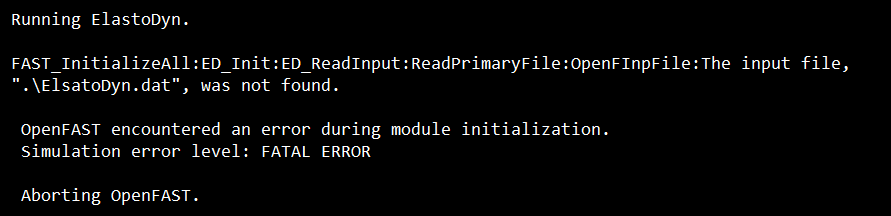 Running ElastoDyn.
FAST_InitializeAll:ED_Init:ED_ReadInput:ReadPrimaryFile:OpenFInpFile:The input file,
".\ElsatoDyn.dat", was not found.
OpenFAST encountered an error during module initialization.
Simulation error level: FATAL ERROR
Aborting OpenFAST.